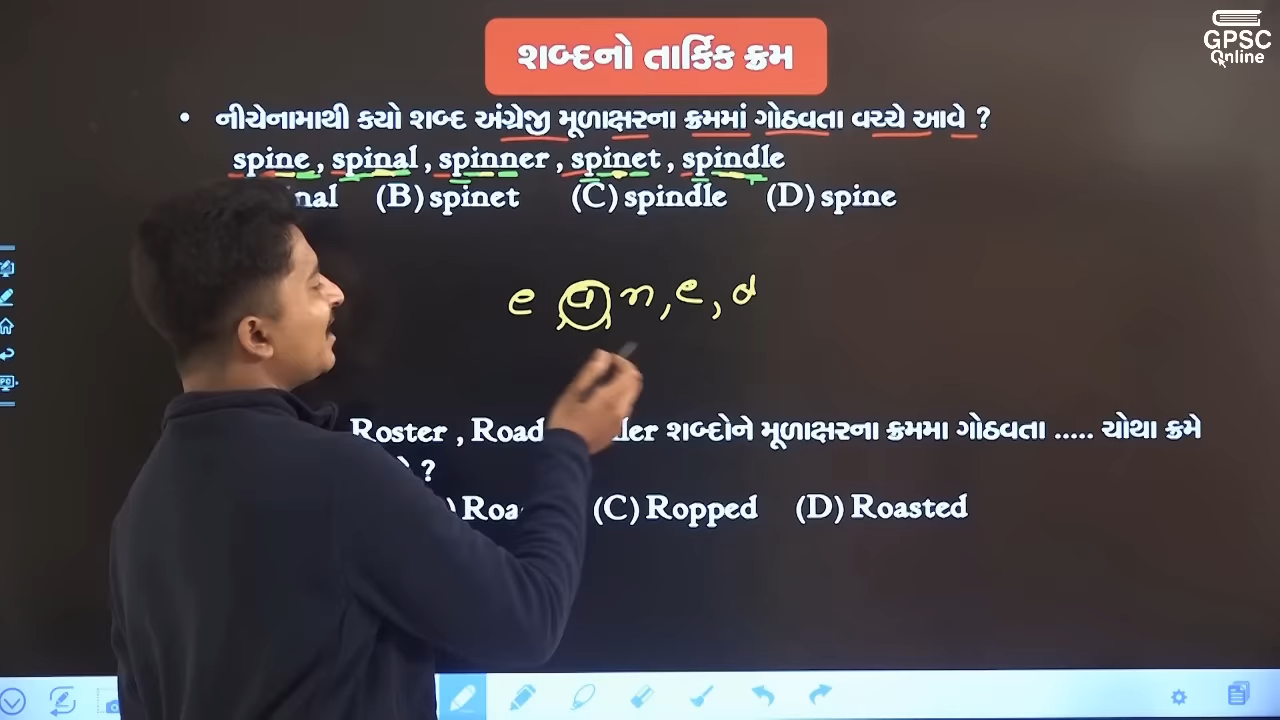 GPSC
Online
શબ્દનો તાર્કિક ક્રમ
• નીચેનામાથી કયો શબ્દ અંગ્રેજી મૂળાક્ષરના ક્રમમાં ગોઠવતા વચ્ચે આવે ?
spine , spinal , spinner , spinet , spindle
nal (B) spinet (C) spindle (D) spine
e , a , n , e , d
Roster , Road ler શબ્દોને મૂળાક્ષરના ક્રમમા ગોઠવતા ..... ચોથા ક્રમે
?
) Roa (C) Ropped (D) Roasted